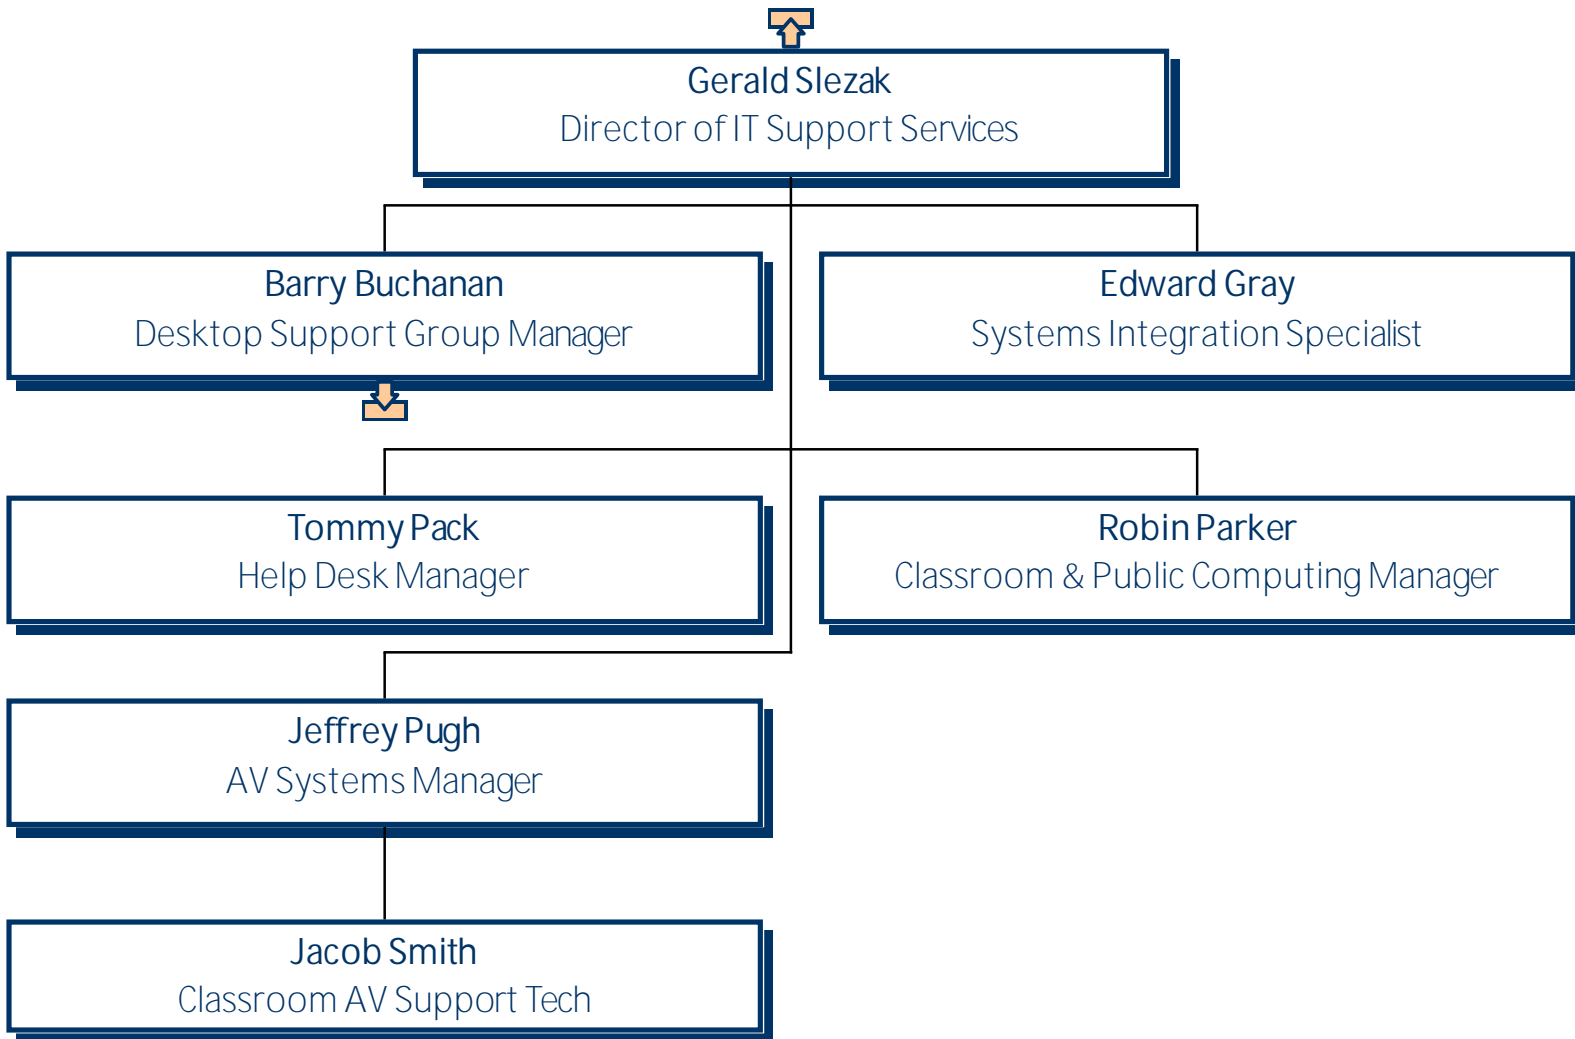 Gerald Slezak
Director of IT Support Services
Barry Buchanan
Desktop Support Group Manager
Edward Gray
Systems Integration Specialist
Tommy Pack
Help Desk Manager
Robin Parker
Classroom & Public Computing Manager
Jeffrey Pugh
AV Systems Manager
Jacob Smith
Classroom AV Support Tech